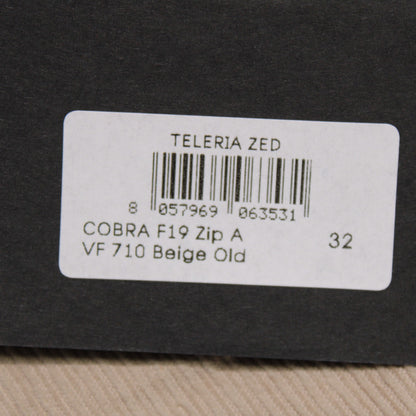 TELERIA ZED
8 057969 063531
COBRA F19 Zip A 32
VF 710 Beige Old